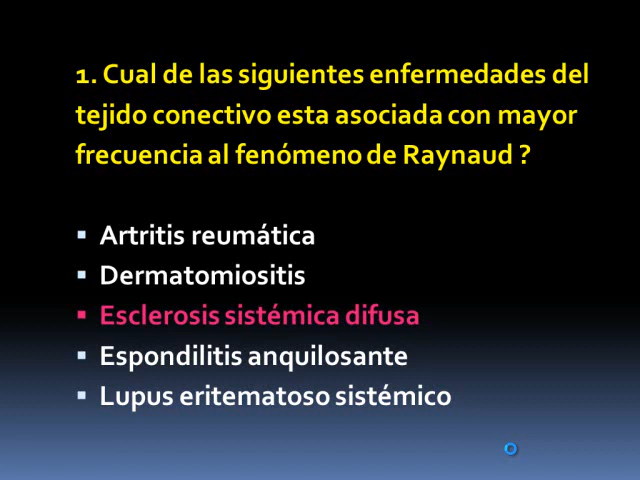 1. Cual de las siguientes enfermedades del
tejido conectivo esta asociada con mayor
frecuencia al fenómeno de Raynaud ?
▪ Artritis reumática
▪ Dermatomiositis
▪ Esclerosis sistémica difusa
▪ Espondilitis anquilosante
▪ Lupus eritematoso sistémico